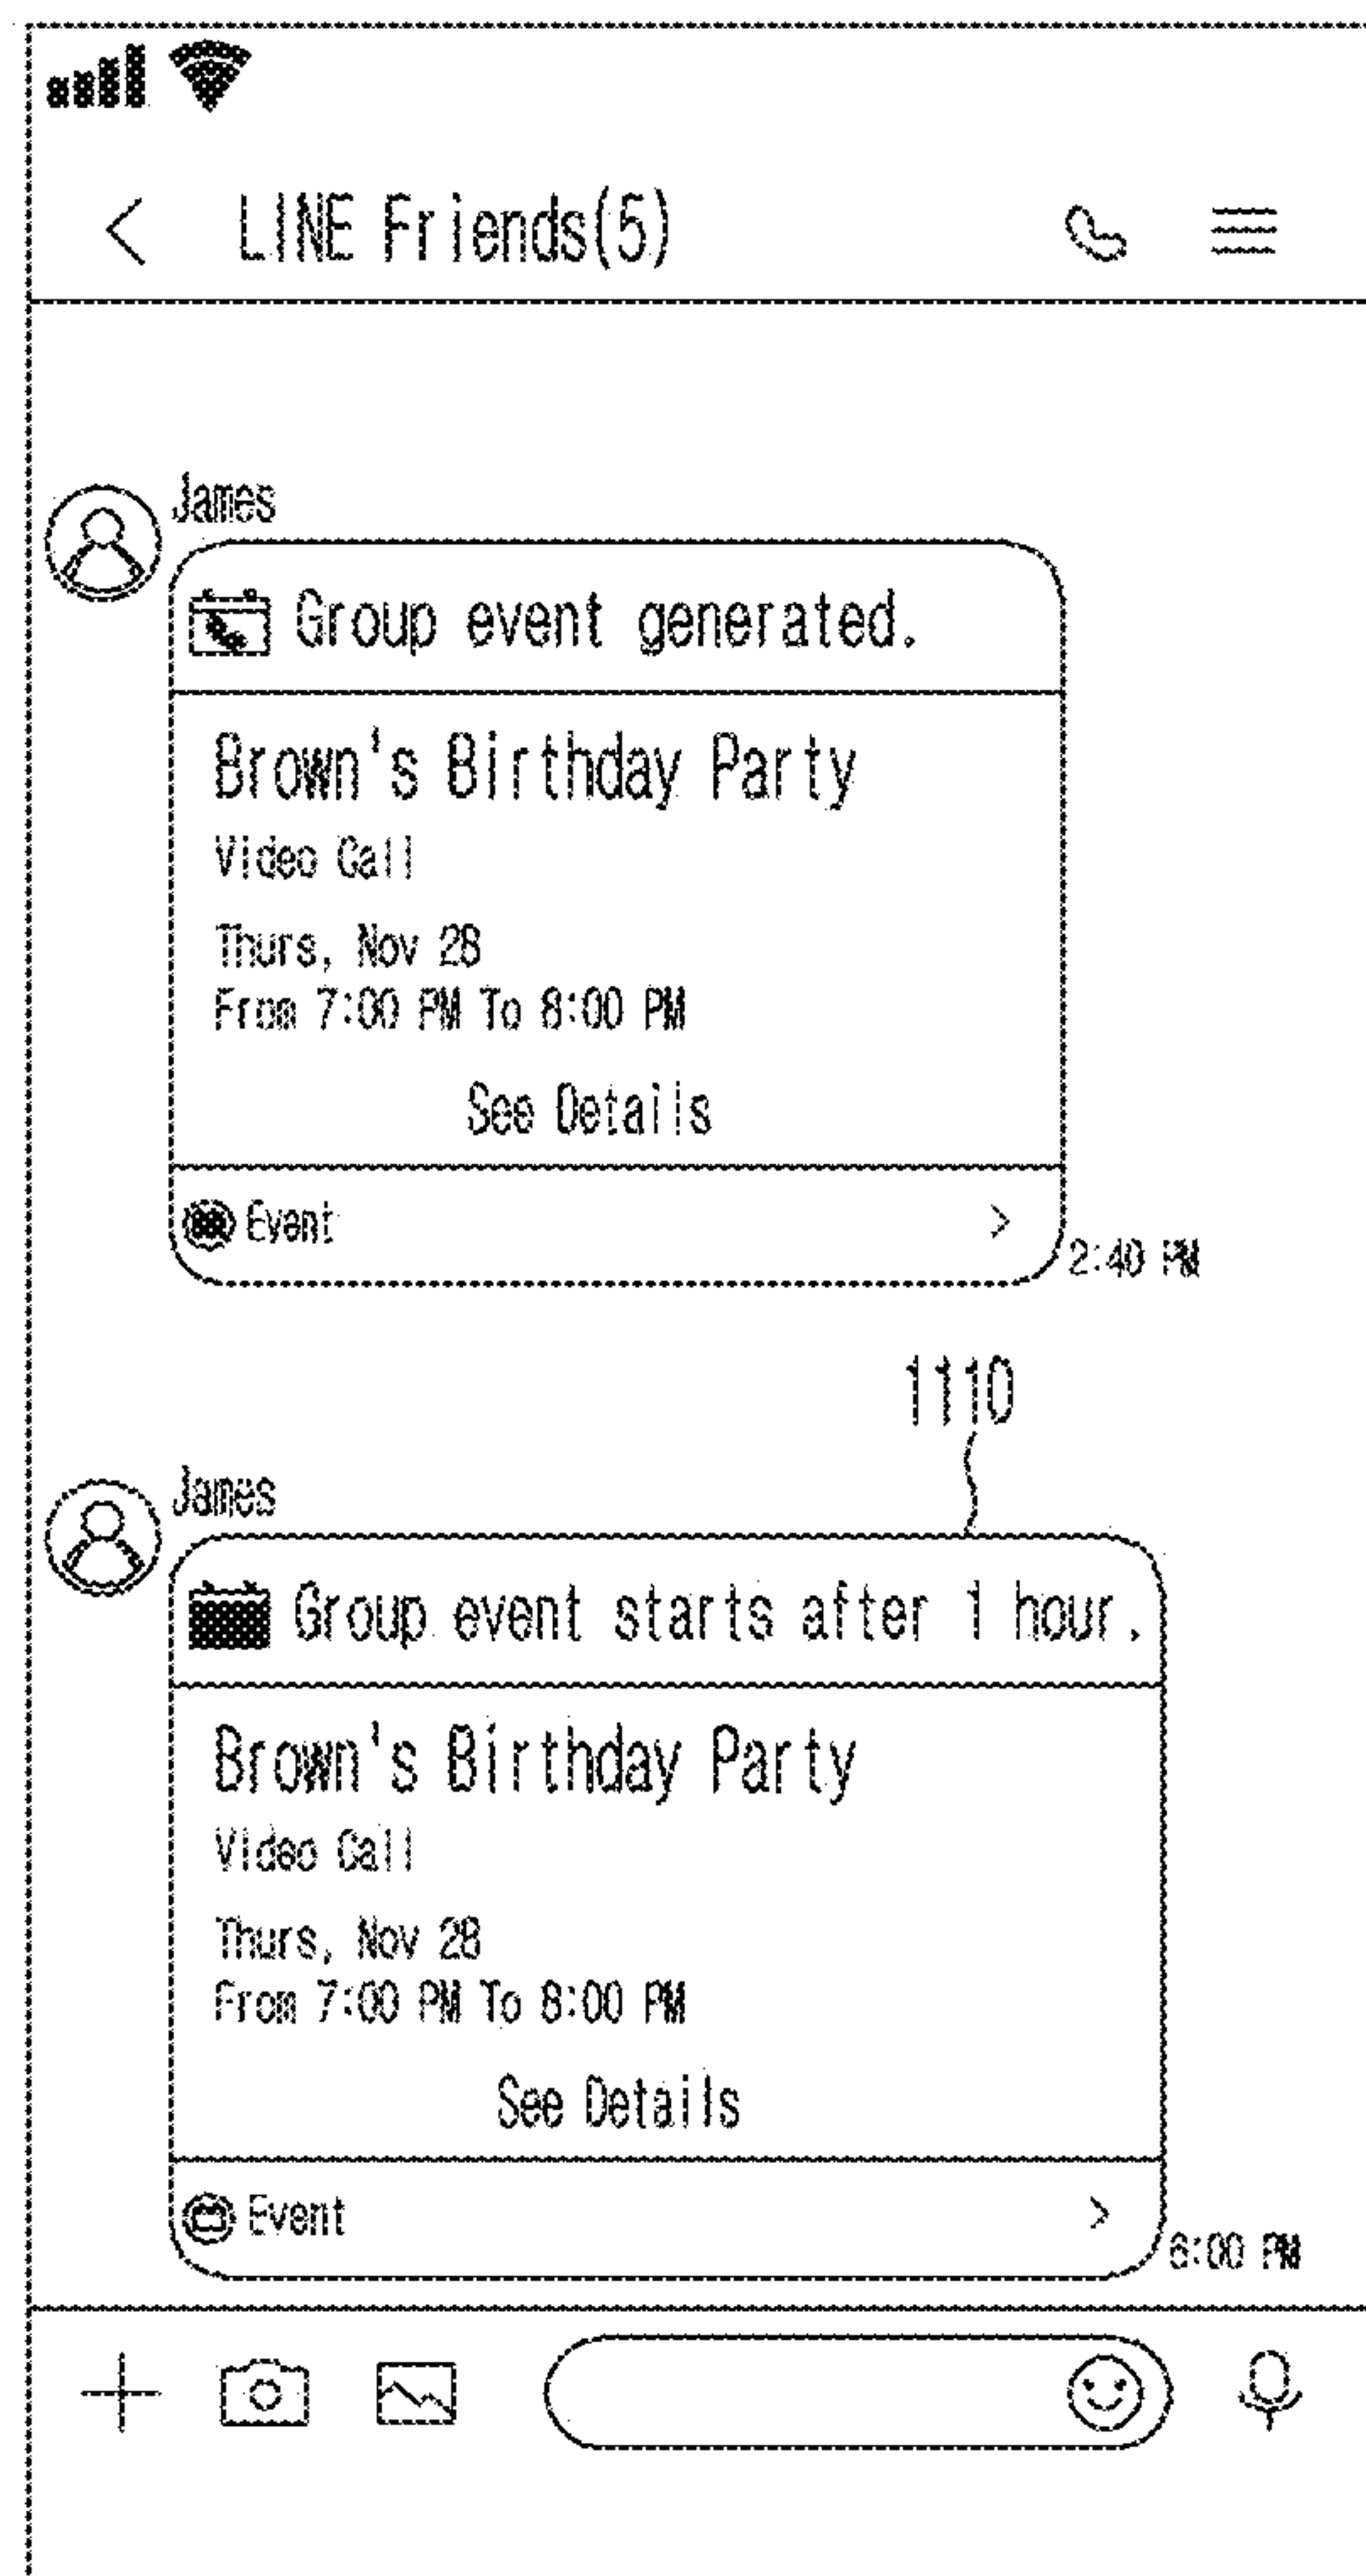 LINE Friends(5)
James
Group event generated.
Brown's Birthday Party
Video Call
Thurs, Nov 28
From 7:00 PM To 8:00 PM
See Details
Event >
2:40 PM
1110
James
Group event starts after 1 hour.
Brown's Birthday Party
Video Call
Thurs, Nov 28
From 7:00 PM To 8:00 PM
See Details
Event >
6:00 PM